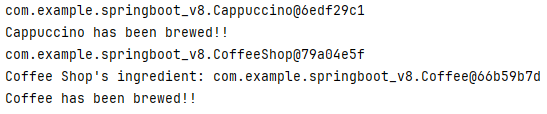 com.example.springboot_v8.Cappuccino@6edf29c1
Cappuccino has been brewed!!
com.example.springboot_v8.CoffeeShop@79a04e5f
Coffee Shop's ingredient: com.example.springboot_v8.Coffee@66b59b7d
Coffee has been brewed!!